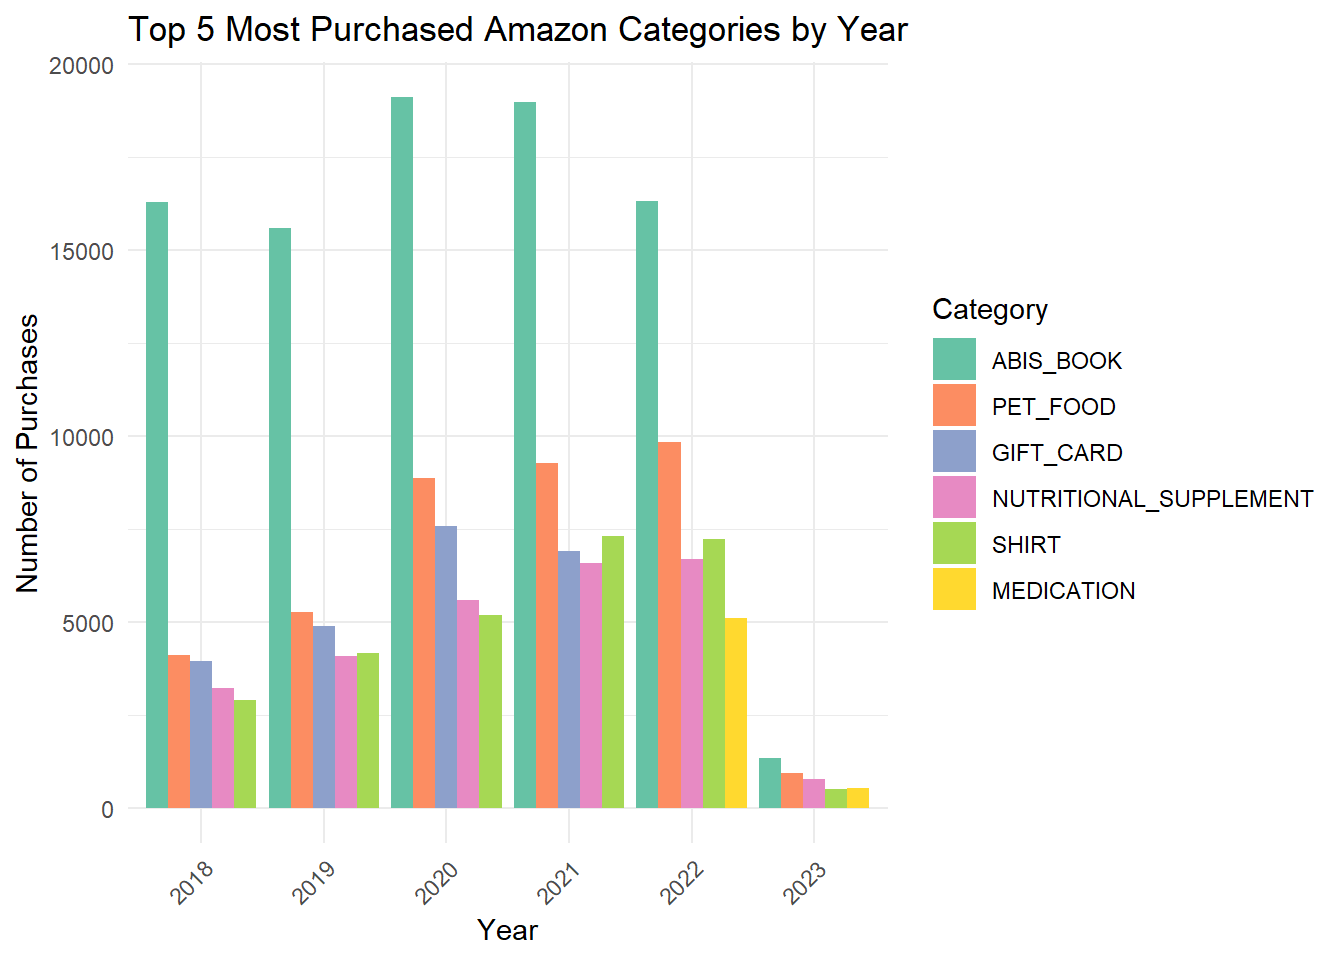 Top 5 Most Purchased Amazon Categories by Year
Number of Purchases
20000
15000
10000
5000
0
2018
2019
2020
2021
2022
2023
Year
Category
ABIS_BOOK
PET_FOOD
GIFT_CARD
NUTRITIONAL_SUPPLEMENT
SHIRT
MEDICATION